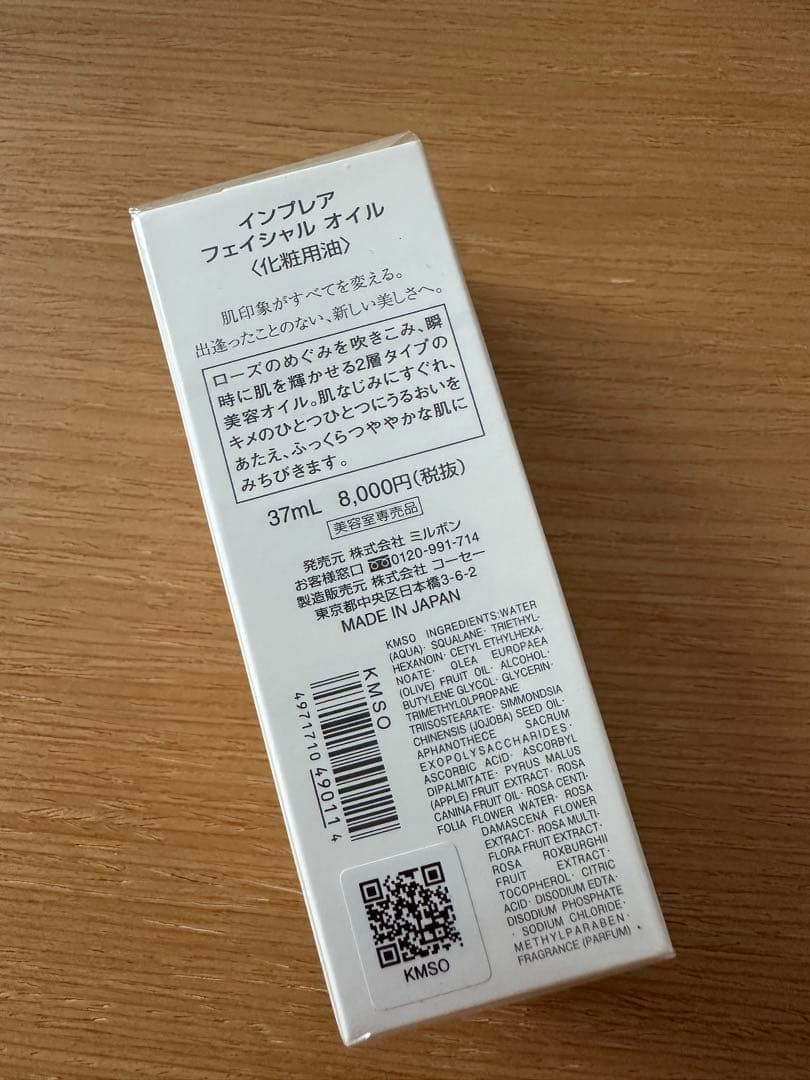 インプレア
フェイシャル オイル
〈化粧用油〉
肌印象がすべてを変える。
出逢ったことのない、新しい美しさへ。
ローズのめぐみを吹きこみ、瞬
時に肌を輝かせる2層タイプの
美容オイル。肌なじみにすぐれ、
キメのひとつひとつにうるおいを
あたえ、ふっくらつややかな肌に
みちびきます。
37mL 8,000円(税抜)
美容室専売品
発売元 株式会社 ミルボン
お客様窓口 0120-991-714
製造販売元 株式会社 コーセー
東京都中央区日本橋3-6-2
MADE IN JAPAN
KMSO INGREDIENTS:WATER
(AQUA)· SQUALANE· TRIETHYL-
HEXANOIN· CETYL ETHYLHEXA-
NOATE· OLEA EUROPAEA
(OLIVE) FRUIT OIL· ALCOHOL·
BUTYLENE GLYCOL· GLYCERIN·
TRIMETHYLOLPROPANE
TRIISOSTEARATE· SIMMONDSIA
CHINENSIS (JOJOBA) SEED OIL·
APHANOTHECE SACRUM
EXOPOLYSACCHARIDES·
ASCORBIC ACID· ASCORBYL
DIPALMITATE· PYRUS MALUS
(APPLE) FRUIT EXTRACT· ROSA
CANINA FRUIT OIL· ROSA CENTI-
FOLIA FLOWER WATER· ROSA
DAMASCENA FLOWER
EXTRACT· ROSA MULTI-
FLORA FRUIT EXTRACT·
ROSA ROXBURGHII
FRUIT EXTRACT·
TOCOPHEROL· CITRIC
ACID· DISODIUM EDTA·
DISODIUM PHOSPHATE
· SODIUM CHLORIDE·
METHYLPARABEN·
FRAGRANCE (PARFUM)
KMSO
4971710490114
KMSO